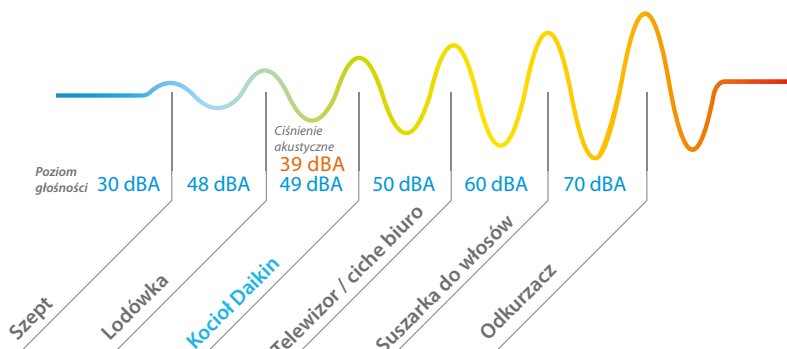 Ciśnienie
akustyczne
39 dBA
Poziom
głośności
30 dBA
48 dBA
49 dBA
50 dBA
60 dBA
70 dBA
Szept
Lodówka
Kocioł Daikin
Telewizor / ciche biuro
Suszarka do włosów
Odkurzacz